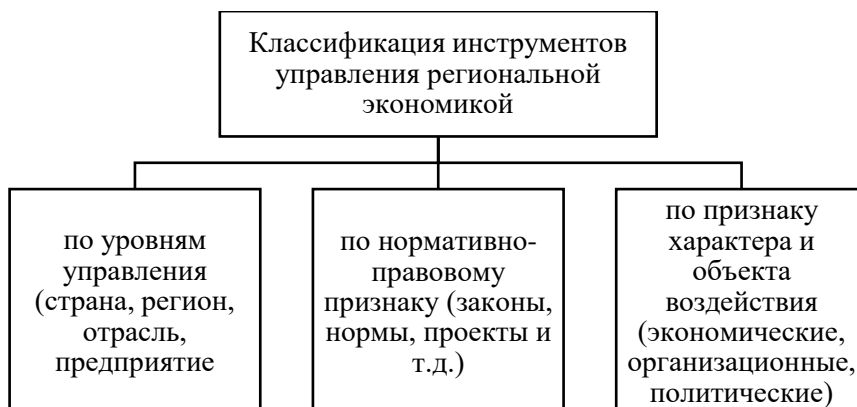 Классификация инструментов
управления региональной
экономикой
по уровням
управления
(страна, регион,
отрасль,
предприятие
по нормативно-
правовому
признаку (законы,
нормы, проекты и
т.д.)
по признаку
характера и
объекта
воздействия
(экономические,
организационные,
политические)